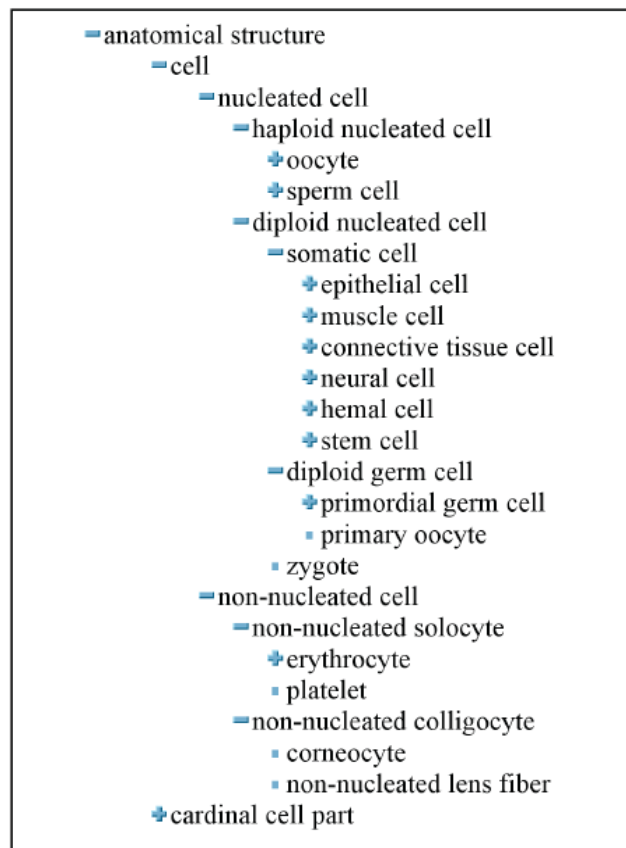 anatomical structure
cell
nucleated cell
haploid nucleated cell
oocyte
sperm cell
diploid nucleated cell
somatic cell
epithelial cell
muscle cell
connective tissue cell
neural cell
hemal cell
stem cell
diploid germ cell
primordial germ cell
primary oocyte
zygote
non-nucleated cell
non-nucleated solocyte
erythrocyte
platelet
non-nucleated colligocyte
corneocyte
non-nucleated lens fiber
cardinal cell part